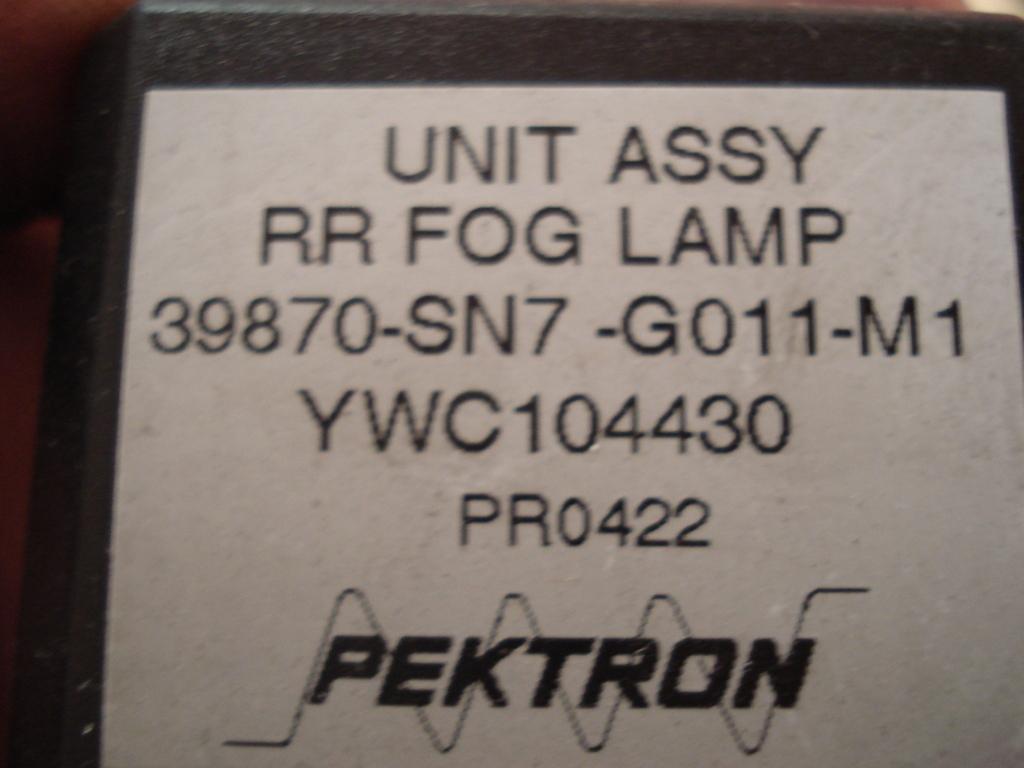 UNIT ASSY
RR FOG LAMP
39870-SN7 -G011-M1
YWC104430
PR0422
PEKTRON